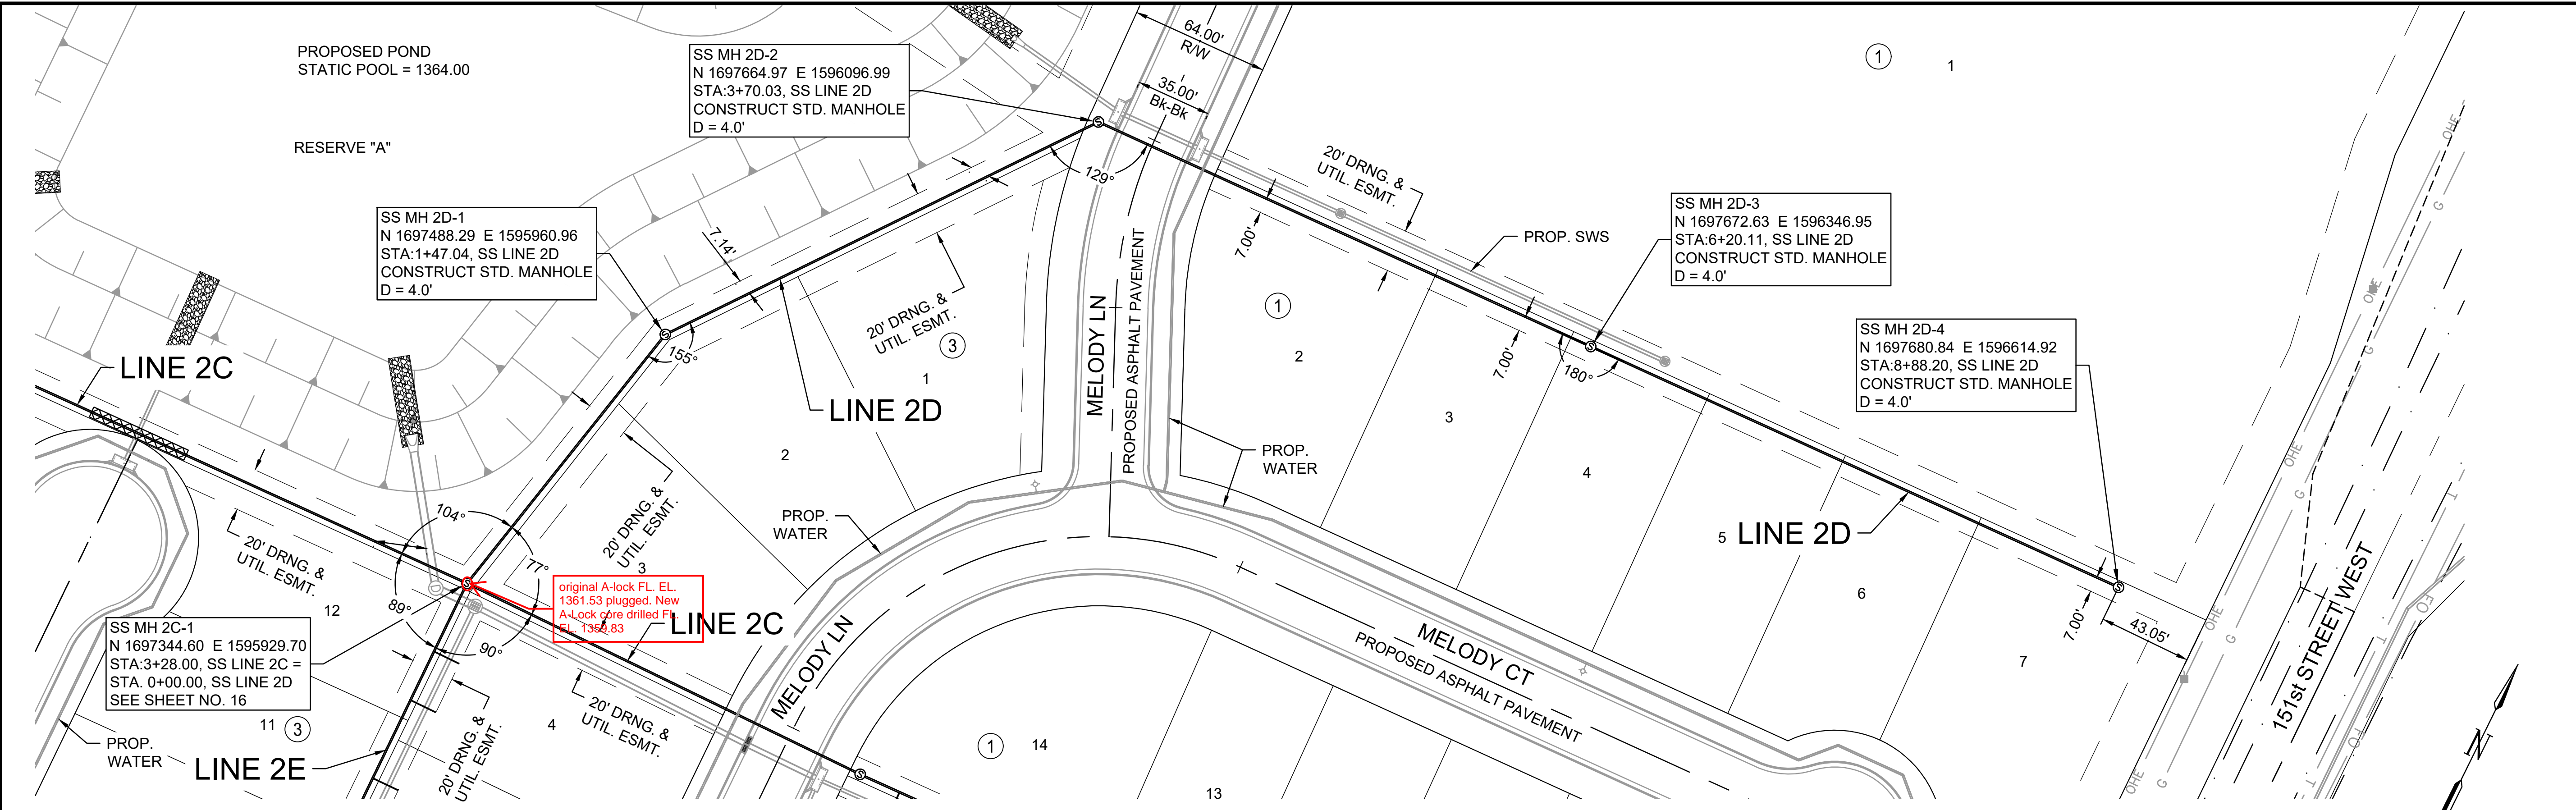 PROPOSED POND
STATIC POOL = 1364.00
RESERVE "A"
SS MH 2D-2
N 1697664.97 E 1596096.99
STA:3+70.03, SS LINE 2D
CONSTRUCT STD. MANHOLE
D = 4.0'
64.00'
R/W
35.00'
Bk-Bk
1
1
OHE
G
129°
20' DRNG. &
UTIL. ESMT.
SS MH 2D-3
N 1697672.63 E 1596346.95
STA:6+20.11, SS LINE 2D
CONSTRUCT STD. MANHOLE
D = 4.0'
PROP. SWS
7.00'
SS MH 2D-1
N 1697488.29 E 1595960.96
STA:1+47.04, SS LINE 2D
CONSTRUCT STD. MANHOLE
D = 4.0'
7.14'
20' DRNG. &
UTIL. ESMT.
3
155°
1
LINE 2D
MELODY LN
PROPOSED ASPHALT PAVEMENT
1
2
7.00'
180°
SS MH 2D-4
N 1697680.84 E 1596614.92
STA:8+88.20, SS LINE 2D
CONSTRUCT STD. MANHOLE
D = 4.0'
OHE
G
LINE 2C
2
3
4
PROP.
WATER
OHE
G
T
104°
20' DRNG. &
UTIL. ESMT.
PROP.
WATER
5
LINE 2D
20' DRNG. &
UTIL. ESMT.
77°
3
original A-lock FL. EL.
1361.53 plugged. New
A-Lock core drilled FL.
EL. 1359.83
LINE 2C
6
7.00'
43.05'
OHE
G
151st STREET WEST
FO
T
12
89°
90°
SS MH 2C-1
N 1697344.60 E 1595929.70
STA:3+28.00, SS LINE 2C =
STA. 0+00.00, SS LINE 2D
SEE SHEET NO. 16
MELODY LN
MELODY CT
PROPOSED ASPHALT PAVEMENT
7
11
3
4
20' DRNG. &
UTIL. ESMT.
20' DRNG. &
UTIL. ESMT.
PROP.
WATER
LINE 2E
1
14
13
FO
T
OHE
G
N